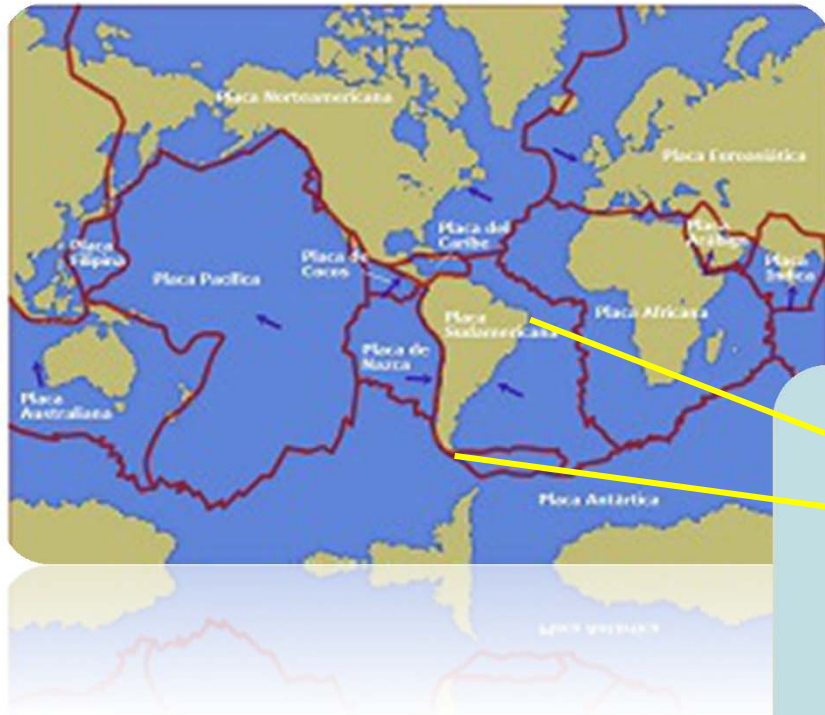 Placa Norteamericana
Placa Euroasiática
Placa
Filipina
Placa Pacífica
Placa de
Cocos
Placa del
Caribe
Placa
Arábiga
Placa
Indica
Placa
Sudamericana
Placa Africana
Placa de
Nazca
Placa
Australiana
Placa Antártica